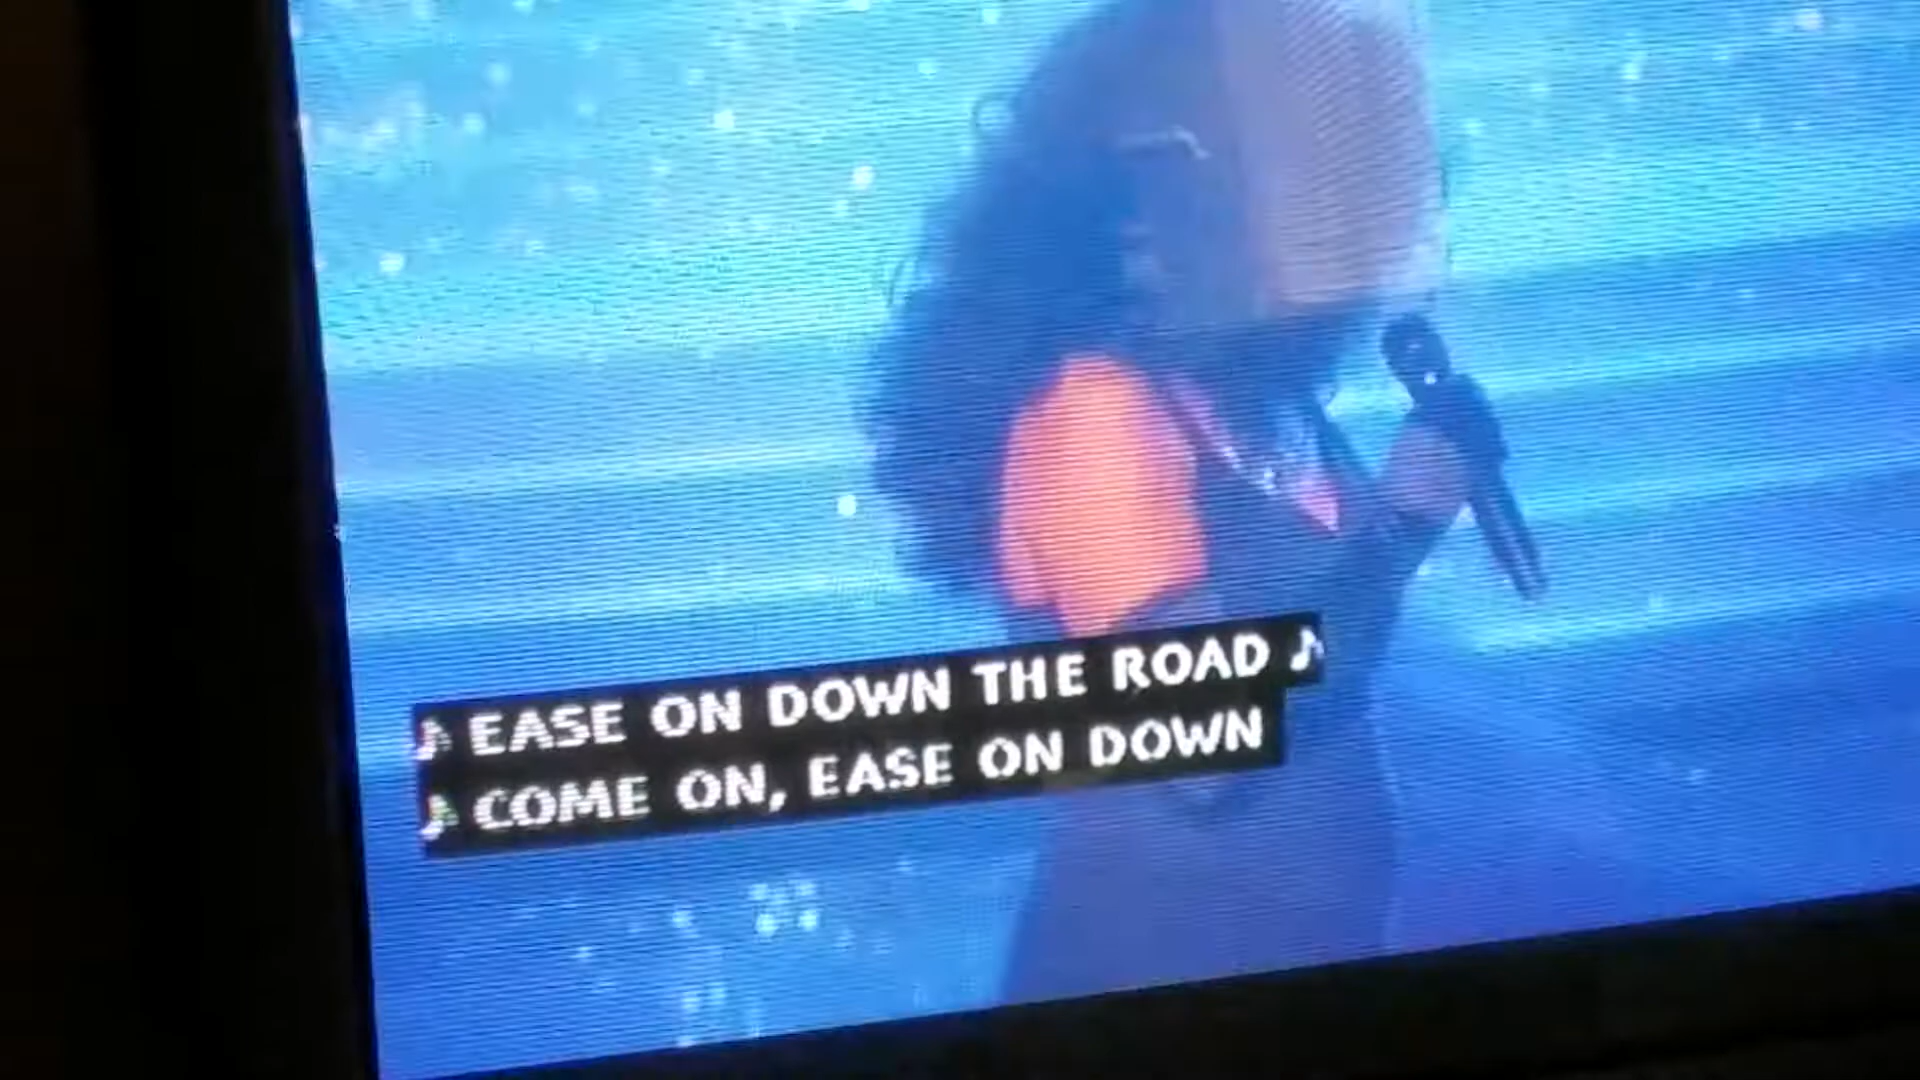 ♪ EASE ON DOWN THE ROAD ♪
♪ COME ON, EASE ON DOWN